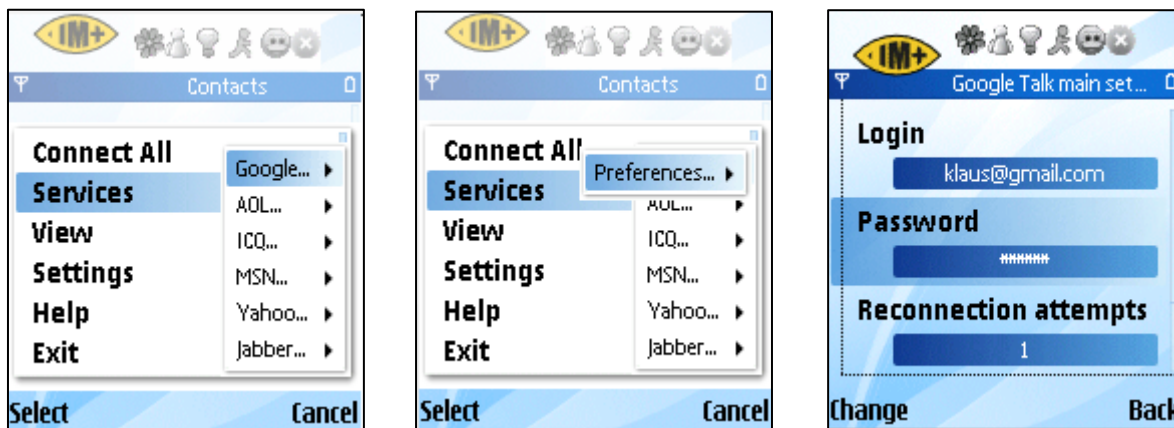 IM+
Contacts
Connect All
Services
View
Settings
Help
Exit
Google...
AOL...
ICQ...
MSN...
Yahoo...
Jabber...
Select Cancel
IM+
Contacts
Connect All
Services
View
Settings
Help
Exit
Preferences...
AOL...
ICQ...
MSN...
Yahoo...
Jabber...
Select Cancel
IM+
Google Talk main set...
Login
klaus@gmail.com
Password
******
Reconnection attempts
1
Change Back